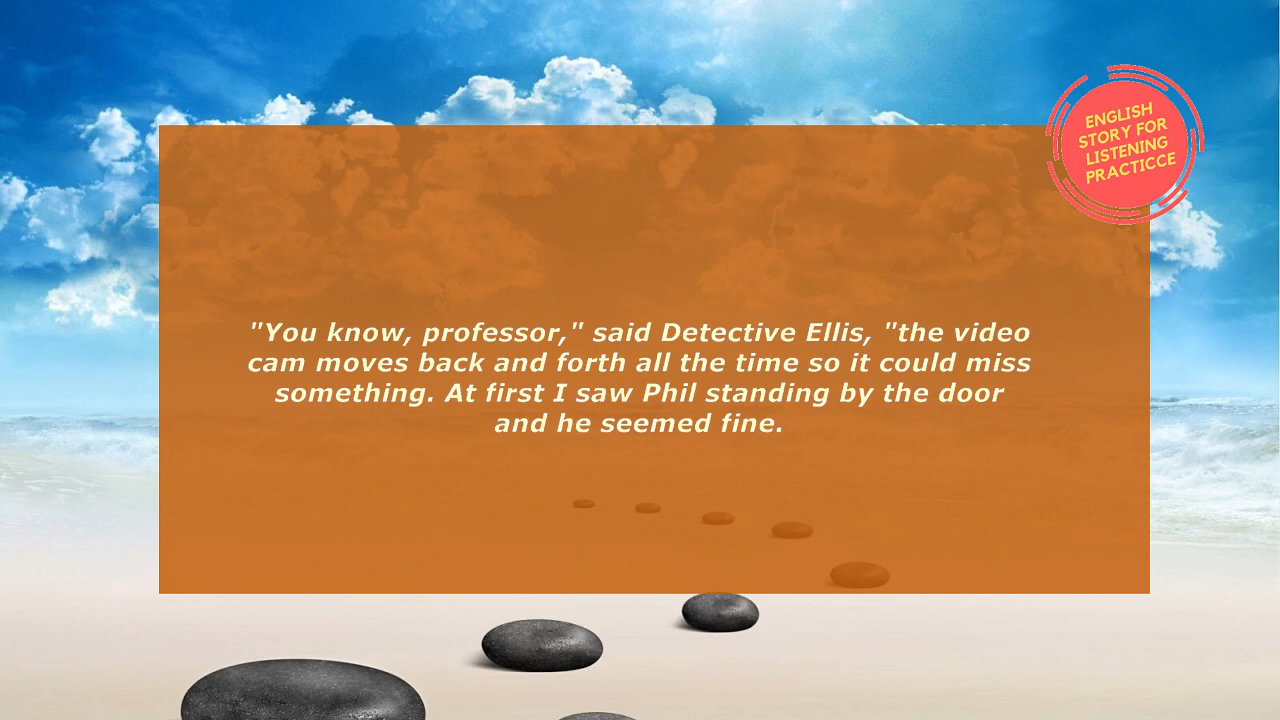 ENGLISH
STORY FOR
LISTENING
PRACTICCE
"You know, professor," said Detective Ellis, "the video
cam moves back and forth all the time so it could miss
something. At first I saw Phil standing by the door
and he seemed fine.